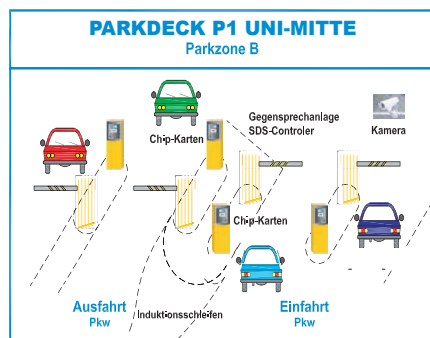 PARKDECK P1 UNI-MITTE
Parkzone B
Gegensprechanlage
SDS-Controler
Chip-Karten
Kamera
Chip-Karten
Ausfahrt
Pkw
Induktionsschleifen
Einfahrt
Pkw